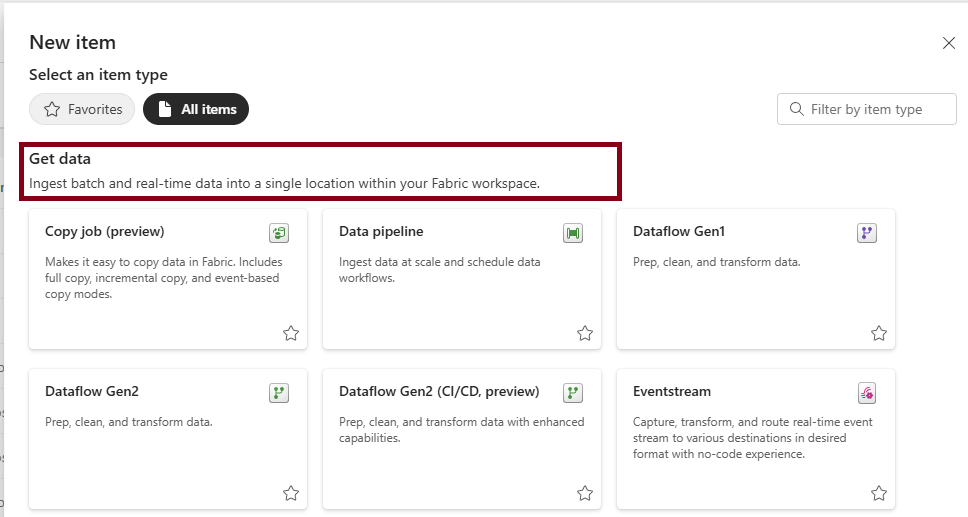 New item
Select an item type
Favorites
All items
Filter by item type
Get data
Ingest batch and real-time data into a single location within your Fabric workspace.
Copy job (preview)
Makes it easy to copy data in Fabric. Includes
full copy, incremental copy, and event-based
copy modes.
Data pipeline
Ingest data at scale and schedule data
workflows.
Dataflow Gen1
Prep, clean, and transform data.
Dataflow Gen2
Prep, clean, and transform data.
Dataflow Gen2 (CI/CD, preview)
Prep, clean, and transform data with enhanced
capabilities.
Eventstream
Capture, transform, and route real-time event
stream to various destinations in desired
format with no-code experience.